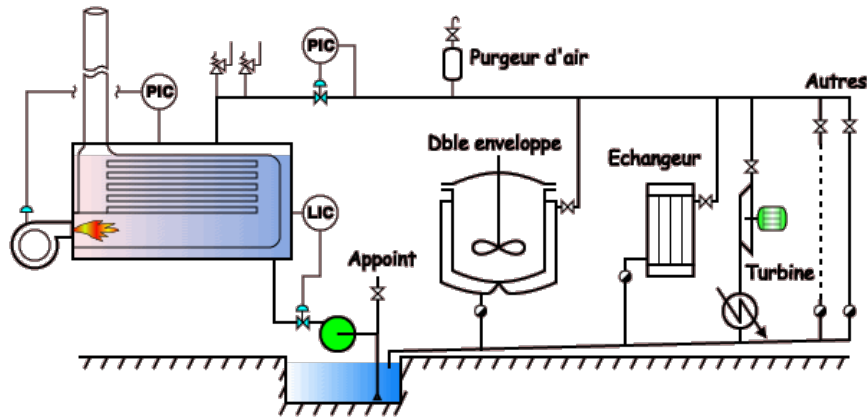 PIC
Purgeur d'air
PIC
Autres
Dble enveloppe
Echangeur
LIC
Appoint
Turbine